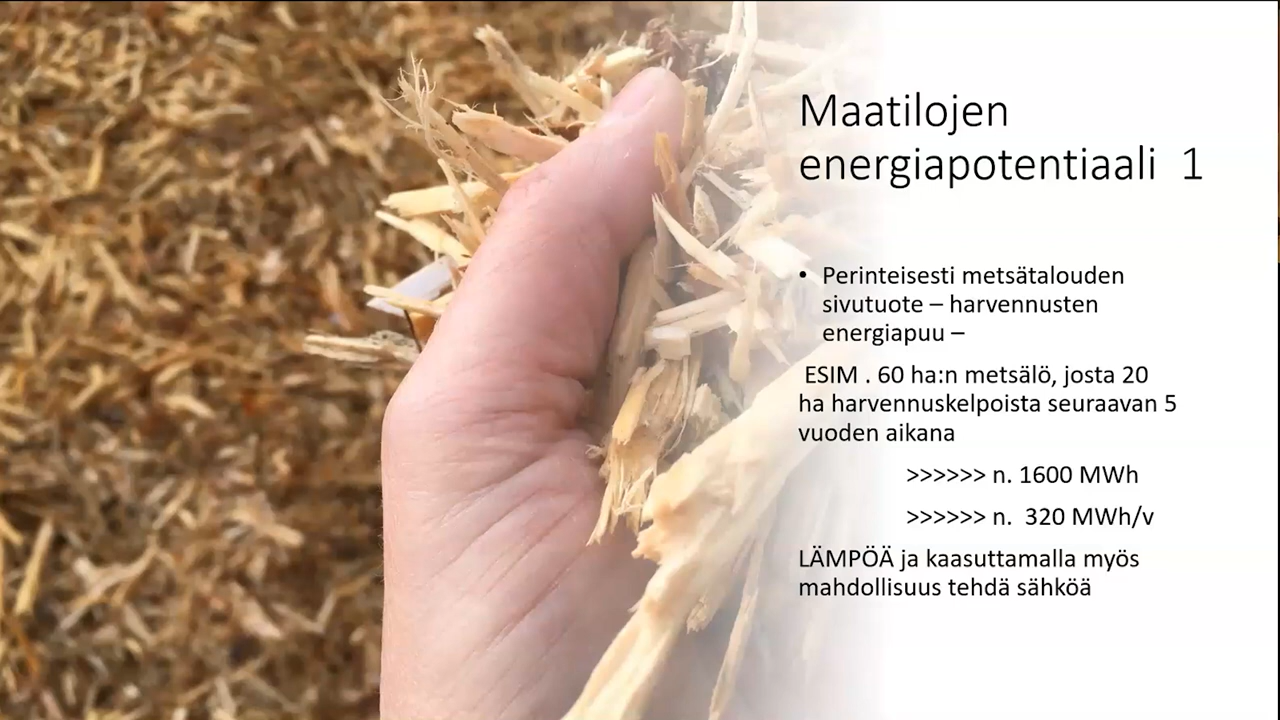 Maatilojen
energiapotentiaali 1
• Perinteisesti metsätalouden
sivutuote – harvennusten
energiapuu –
ESIM . 60 ha:n metsälö, josta 20
ha harvennuskelpoista seuraavan 5
vuoden aikana
>>>>>> n. 1600 MWh
>>>>>> n. 320 MWh/v
LÄMPÖÄ ja kaasuttamalla myös
mahdollisuus tehdä sähköä